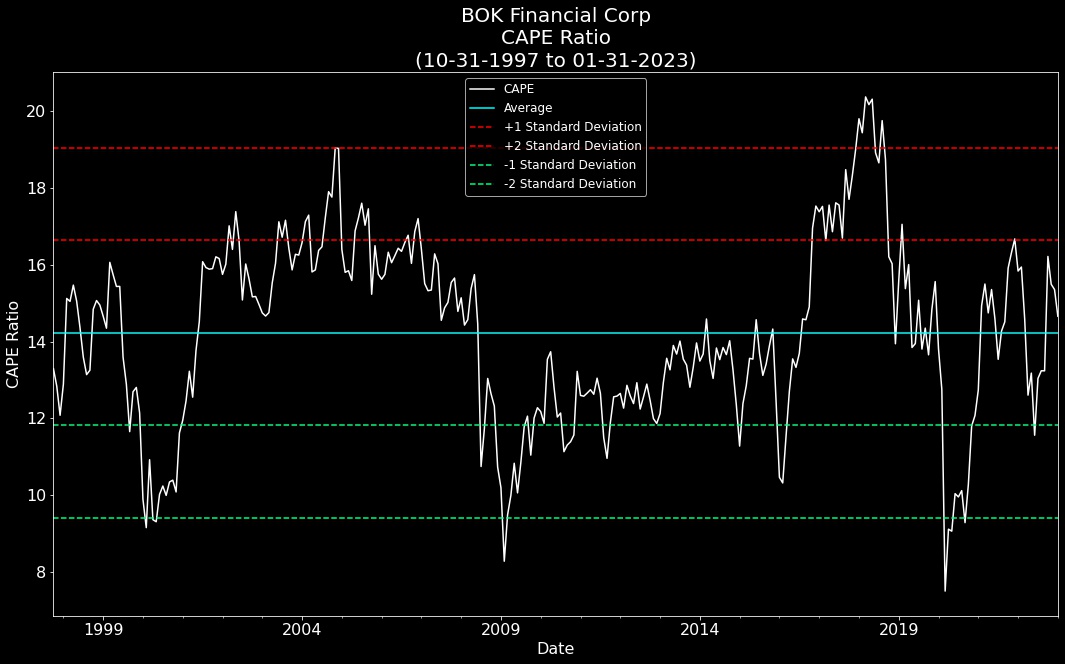 BOK Financial Corp
CAPE Ratio
(10-31-1997 to 01-31-2023)
CAPE
Average
+1 Standard Deviation
+2 Standard Deviation
-1 Standard Deviation
-2 Standard Deviation
CAPE Ratio
20
18
16
14
12
10
8
1999 2004 2009 2014 2019
Date